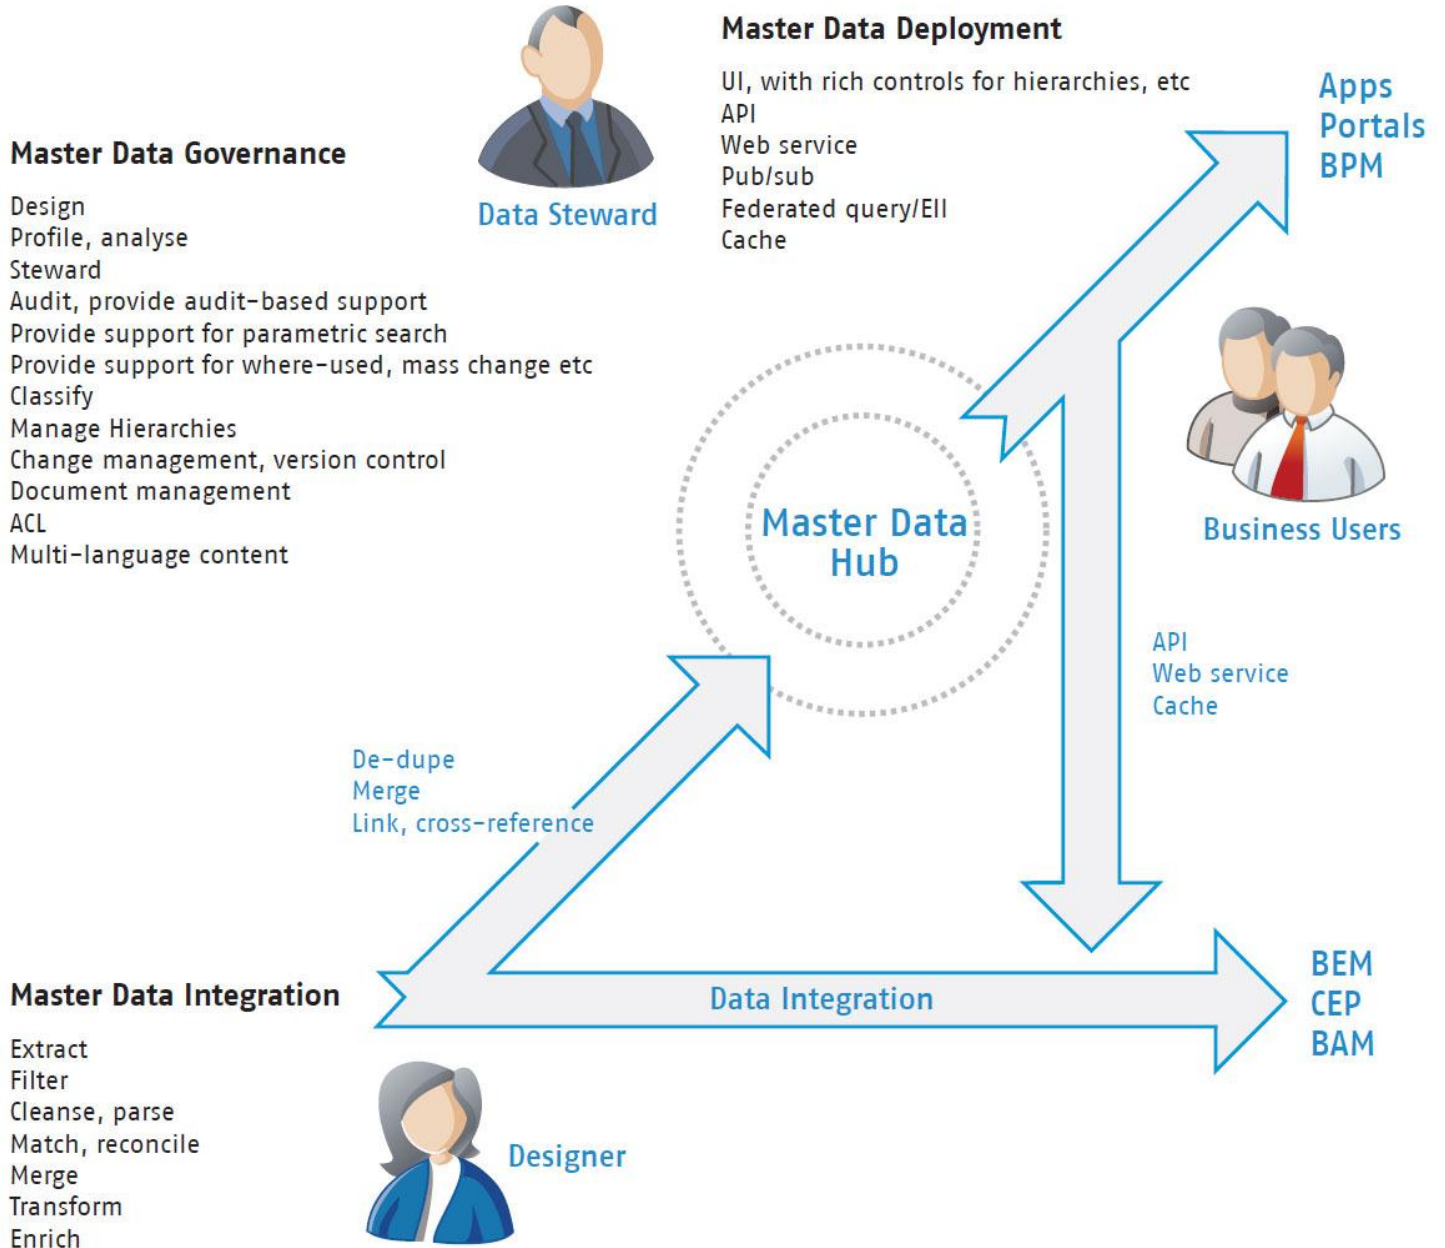 Master Data Deployment
UI, with rich controls for hierarchies, etc
API
Web service
Pub/sub
Federated query/EII
Cache
Apps
Portals
BPM
Master Data Governance
Design
Profile, analyse
Steward
Audit, provide audit-based support
Provide support for parametric search
Provide support for where-used, mass change etc
Classify
Manage Hierarchies
Change management, version control
Document management
ACL
Multi-language content
Data Steward
Business Users
Master Data
Hub
API
Web service
Cache
De-dupe
Merge
Link, cross-reference
Master Data Integration
Extract
Filter
Cleanse, parse
Match, reconcile
Merge
Transform
Enrich
Data Integration
BEM
CEP
BAM
Designer